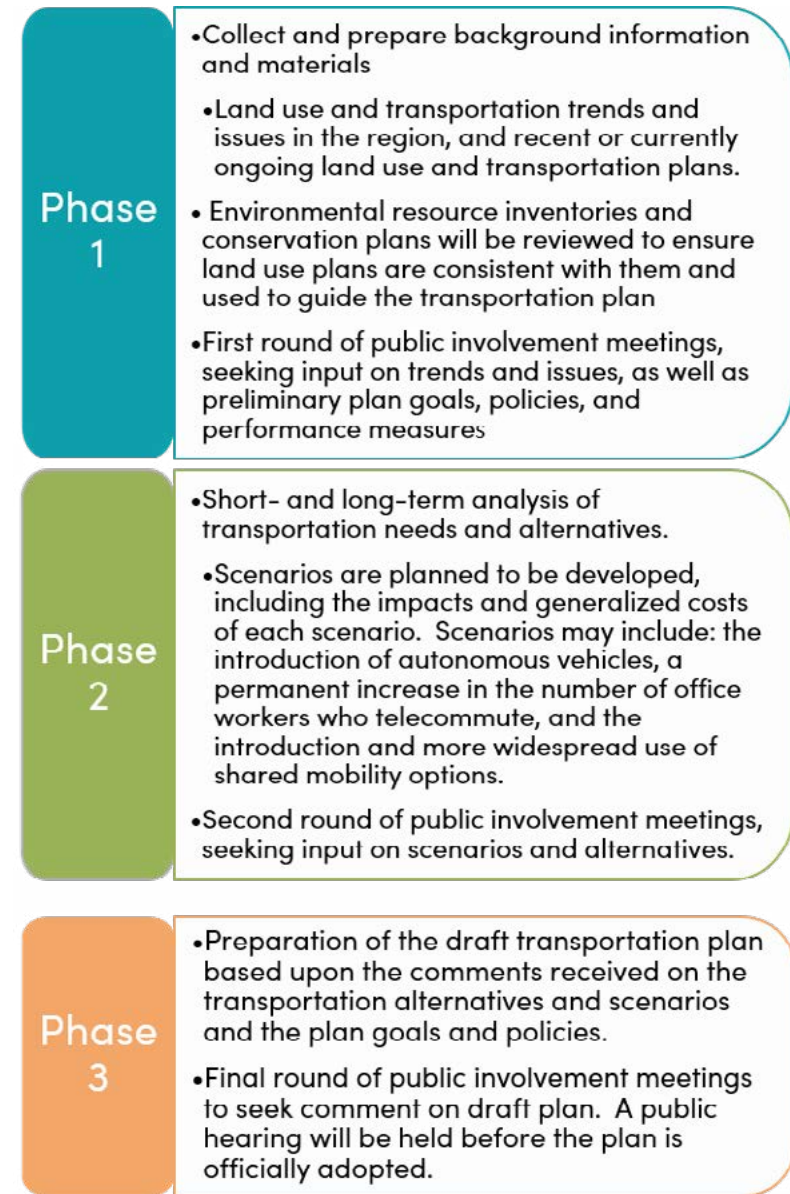 Phase
1
•Collect and prepare background information
and materials
•Land use and transportation trends and
issues in the region, and recent or currently
ongoing land use and transportation plans.
• Environmental resource inventories and
conservation plans will be reviewed to ensure
land use plans are consistent with them and
used to guide the transportation plan
•First round of public involvement meetings,
seeking input on trends and issues, as well as
preliminary plan goals, policies, and
performance measures
Phase
2
•Short- and long-term analysis of
transportation needs and alternatives.
•Scenarios are planned to be developed,
including the impacts and generalized costs
of each scenario.  Scenarios may include: the
introduction of autonomous vehicles, a
permanent increase in the number of office
workers who telecommute, and the
introduction and more widespread use of
shared mobility options.
•Second round of public involvement meetings,
seeking input on scenarios and alternatives.
Phase
3
•Preparation of the draft transportation plan
based upon the comments received on the
transportation alternatives and scenarios
and the plan goals and policies.
•Final round of public involvement meetings
to seek comment on draft plan.  A public
hearing will be held before the plan is
officially adopted.